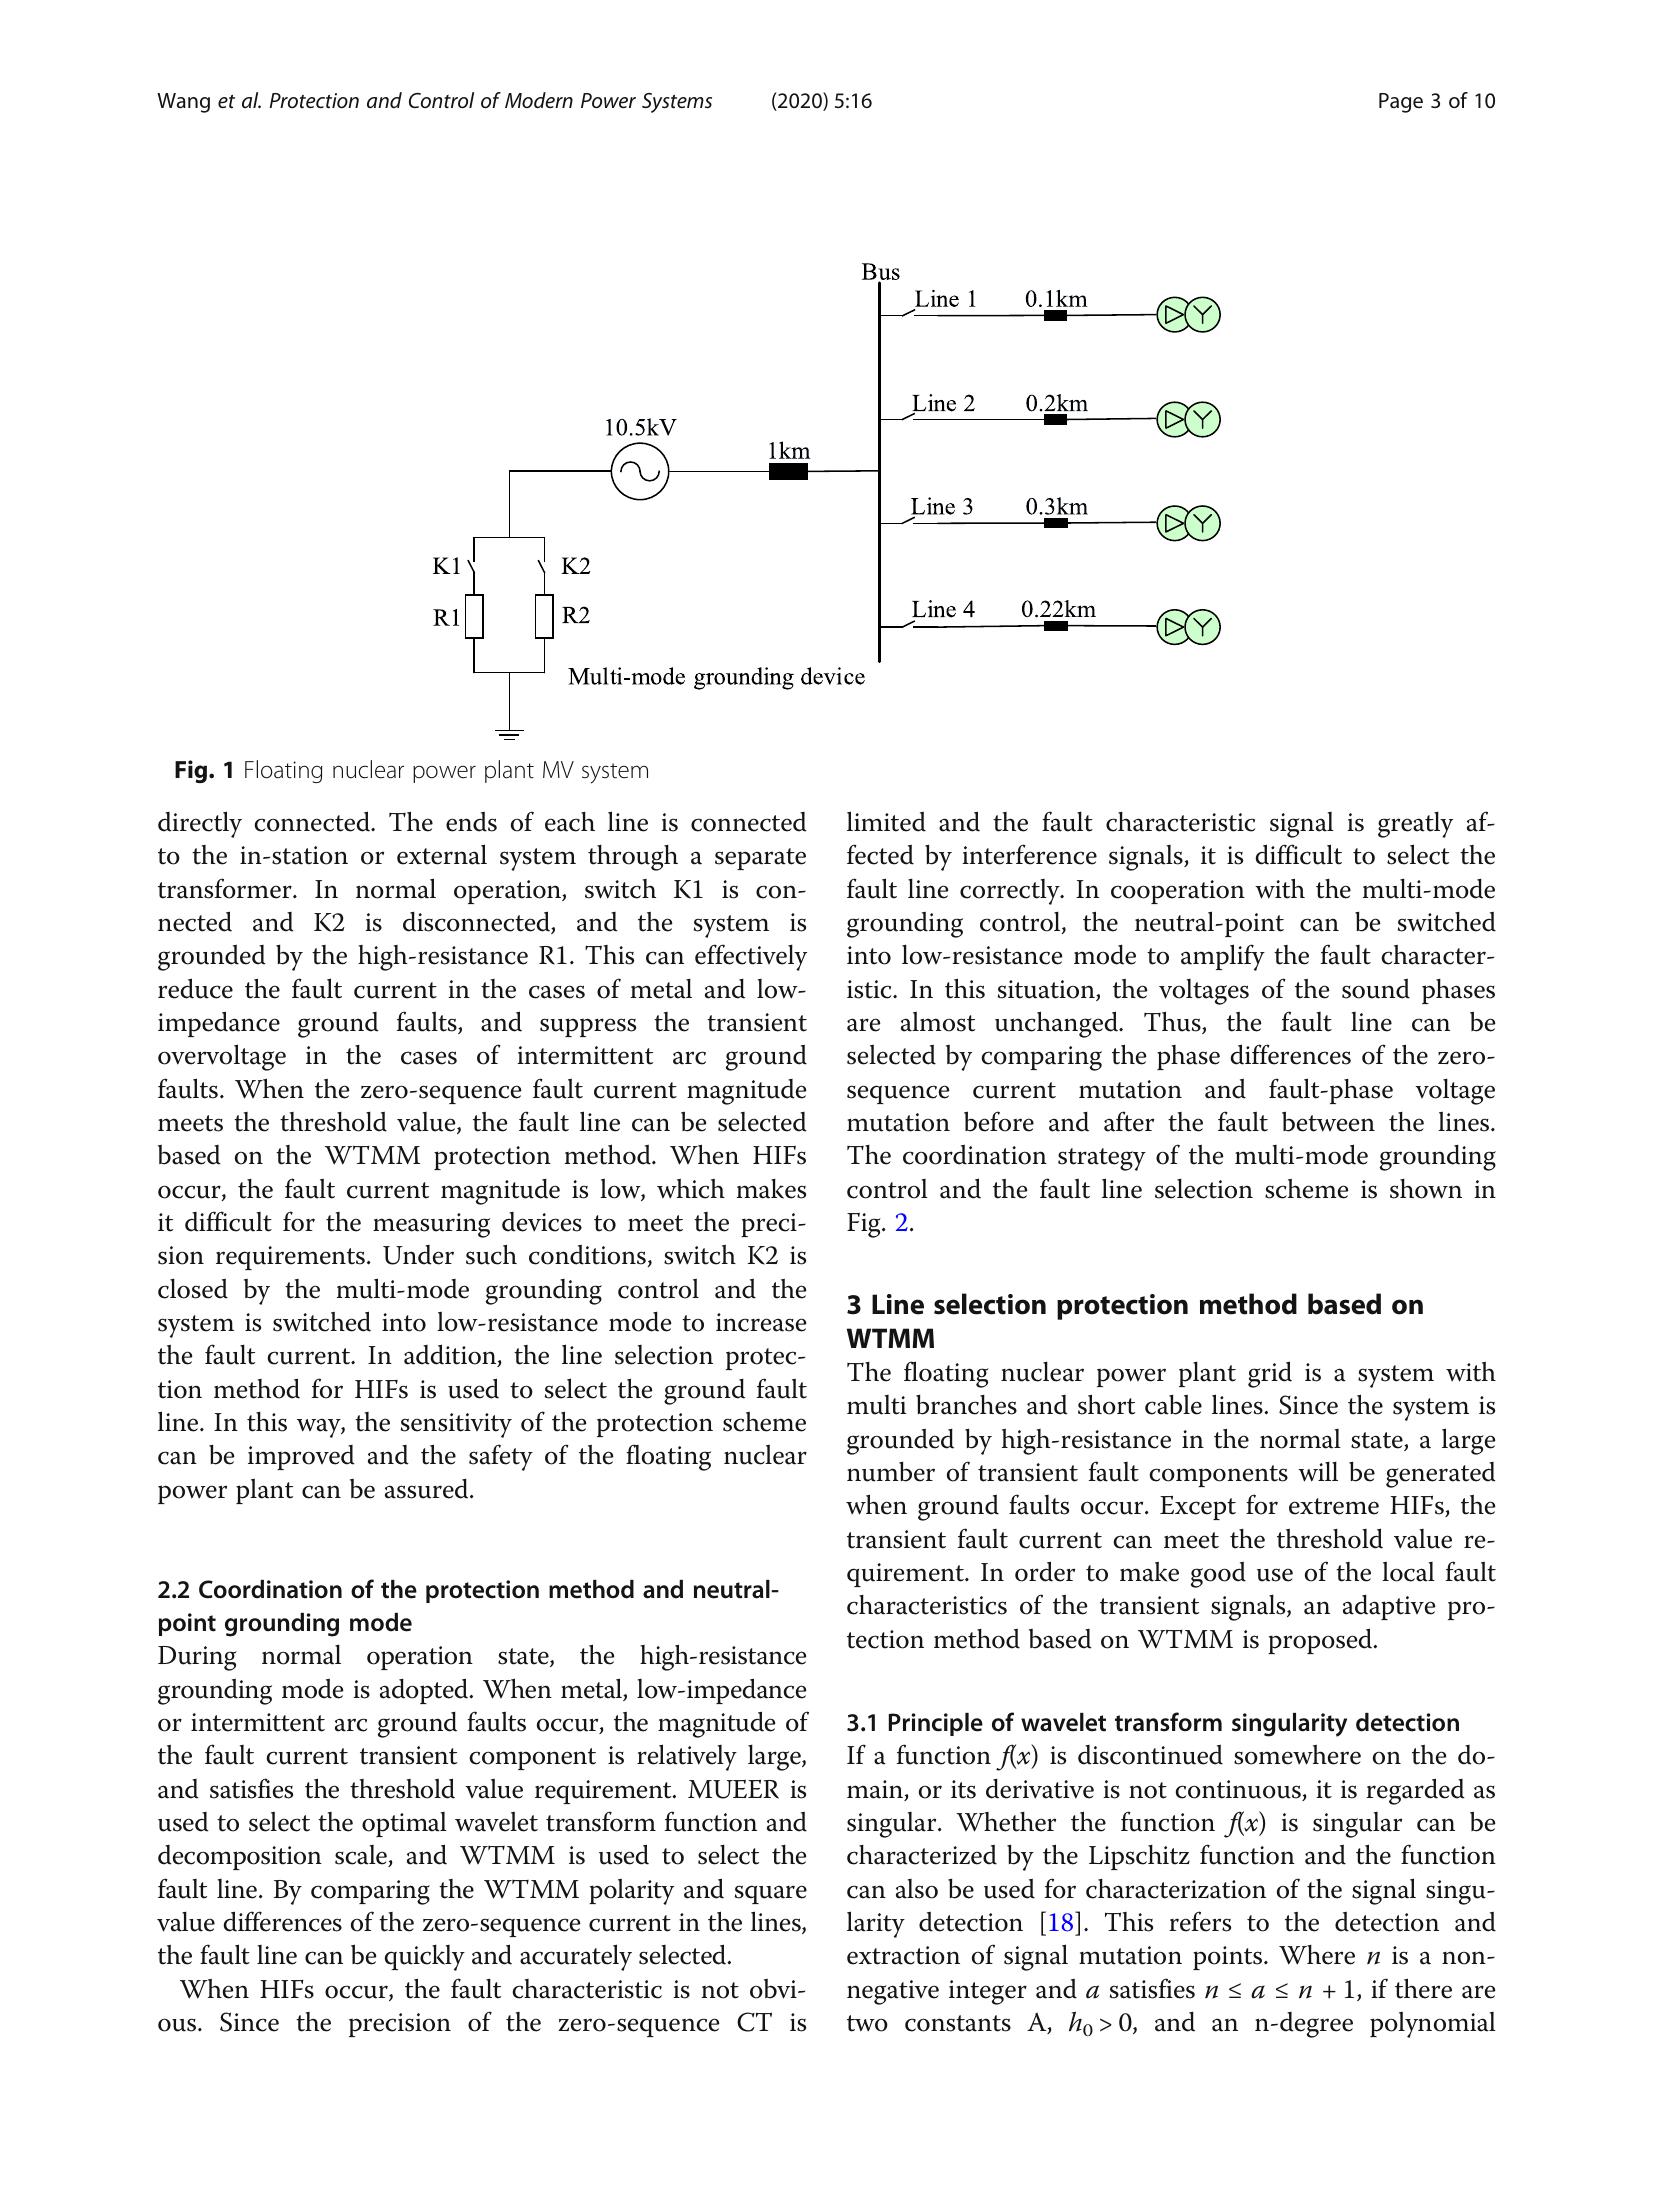 Wang et al. Protection and Control of Modern Power Systems (2020) 5:16 Page 3 of 10
Bus
Line 1 0.1km
Line 2 0.2km
10.5kV
1km
Line 3 0.3km
K1 K2
R1 R2
Line 4 0.22km
Multi-mode grounding device
Fig. 1 Floating nuclear power plant MV system
directly connected. The ends of each line is connected
to the in-station or external system through a separate
transformer. In normal operation, switch K1 is con-
nected and K2 is disconnected, and the system is
grounded by the high-resistance R1. This can effectively
reduce the fault current in the cases of metal and low-
impedance ground faults, and suppress the transient
overvoltage in the cases of intermittent arc ground
faults. When the zero-sequence fault current magnitude
meets the threshold value, the fault line can be selected
based on the WTMM protection method. When HIFs
occur, the fault current magnitude is low, which makes
it difficult for the measuring devices to meet the preci-
sion requirements. Under such conditions, switch K2 is
closed by the multi-mode grounding control and the
system is switched into low-resistance mode to increase
the fault current. In addition, the line selection protec-
tion method for HIFs is used to select the ground fault
line. In this way, the sensitivity of the protection scheme
can be improved and the safety of the floating nuclear
power plant can be assured.
2.2 Coordination of the protection method and neutral-
point grounding mode
During normal operation state, the high-resistance
grounding mode is adopted. When metal, low-impedance
or intermittent arc ground faults occur, the magnitude of
the fault current transient component is relatively large,
and satisfies the threshold value requirement. MUEER is
used to select the optimal wavelet transform function and
decomposition scale, and WTMM is used to select the
fault line. By comparing the WTMM polarity and square
value differences of the zero-sequence current in the lines,
the fault line can be quickly and accurately selected.
When HIFs occur, the fault characteristic is not obvi-
ous. Since the precision of the zero-sequence CT is
limited and the fault characteristic signal is greatly af-
fected by interference signals, it is difficult to select the
fault line correctly. In cooperation with the multi-mode
grounding control, the neutral-point can be switched
into low-resistance mode to amplify the fault character-
istic. In this situation, the voltages of the sound phases
are almost unchanged. Thus, the fault line can be
selected by comparing the phase differences of the zero-
sequence current mutation and fault-phase voltage
mutation before and after the fault between the lines.
The coordination strategy of the multi-mode grounding
control and the fault line selection scheme is shown in
Fig. 2.
3 Line selection protection method based on
WTMM
The floating nuclear power plant grid is a system with
multi branches and short cable lines. Since the system is
grounded by high-resistance in the normal state, a large
number of transient fault components will be generated
when ground faults occur. Except for extreme HIFs, the
transient fault current can meet the threshold value re-
quirement. In order to make good use of the local fault
characteristics of the transient signals, an adaptive pro-
tection method based on WTMM is proposed.
3.1 Principle of wavelet transform singularity detection
If a function f(x) is discontinued somewhere on the do-
main, or its derivative is not continuous, it is regarded as
singular. Whether the function f(x) is singular can be
characterized by the Lipschitz function and the function
can also be used for characterization of the signal singu-
larity detection [18]. This refers to the detection and
extraction of signal mutation points. Where n is a non-
negative integer and a satisfies n ≤ a ≤ n + 1, if there are
two constants A, h0 > 0, and an n-degree polynomial